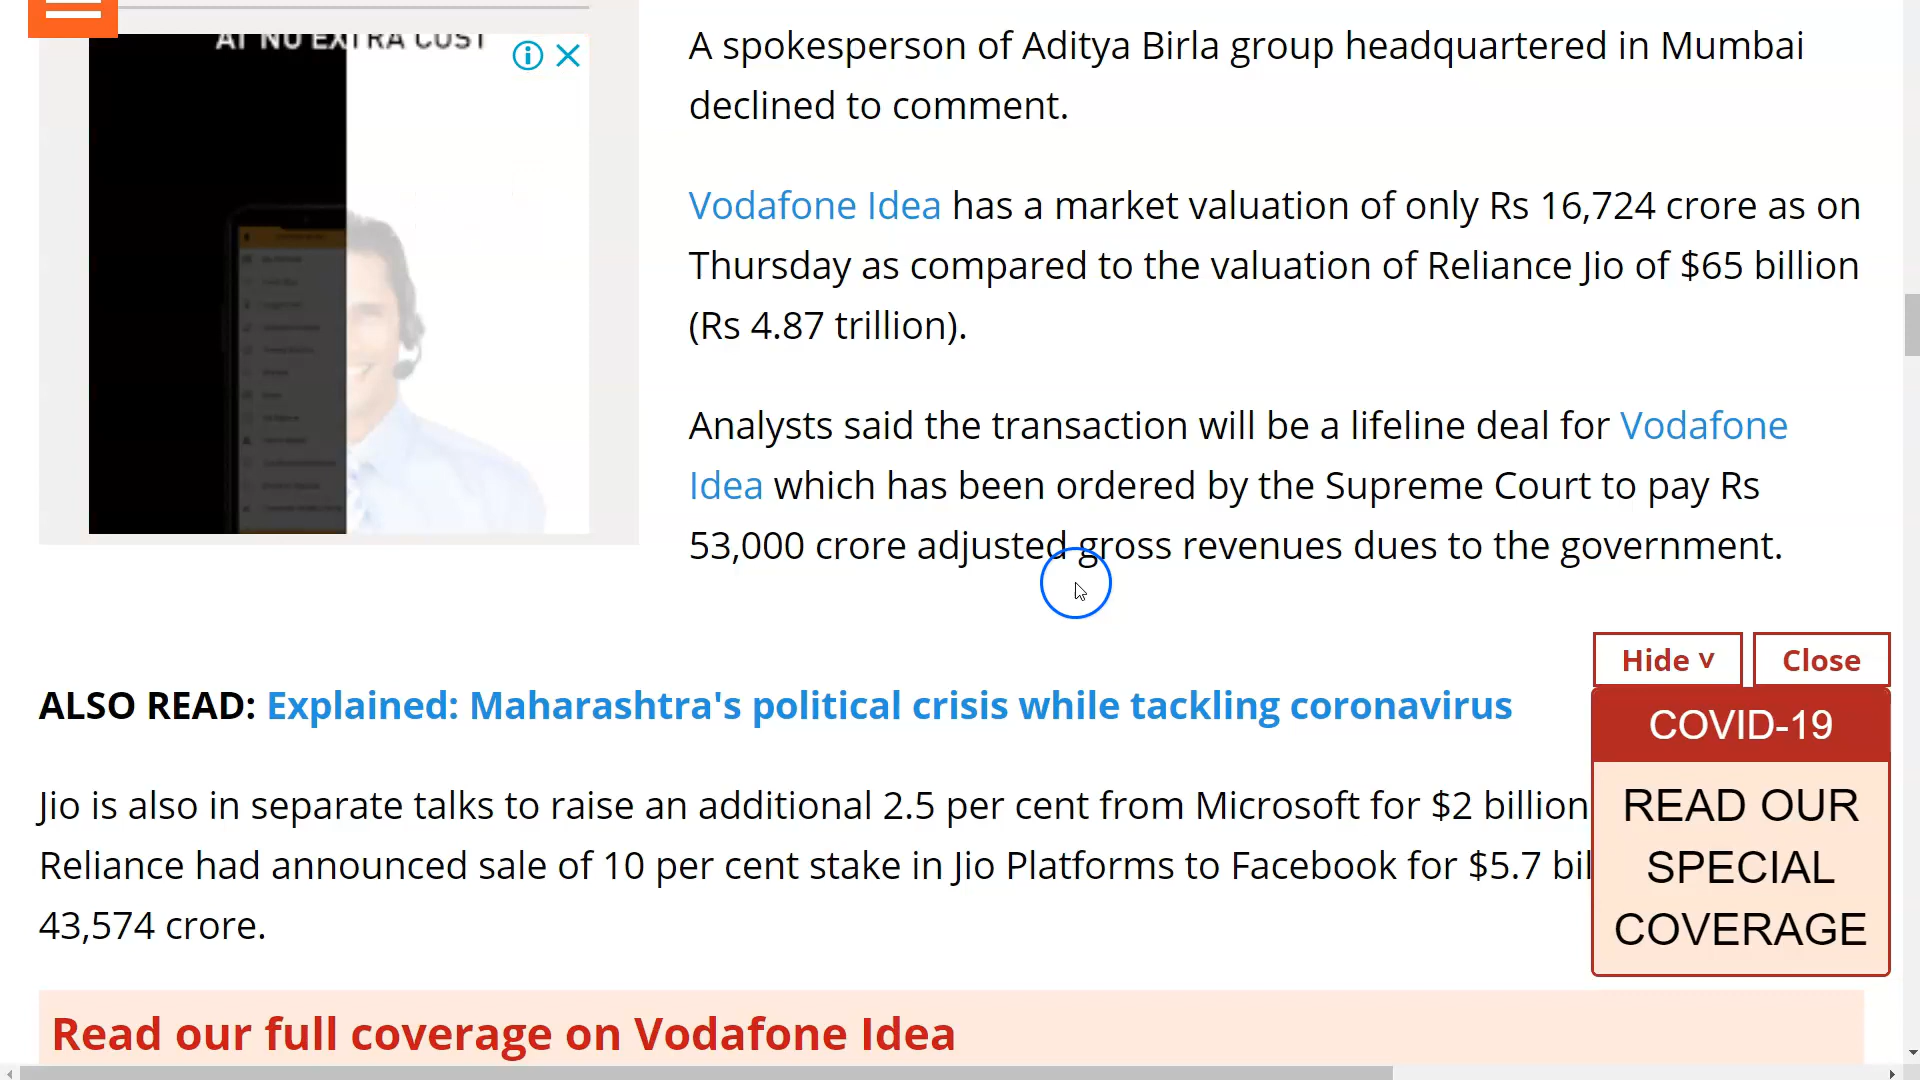 AT NO EXTRA COST
A spokesperson of Aditya Birla group headquartered in Mumbai
declined to comment.
Vodafone Idea has a market valuation of only Rs 16,724 crore as on
Thursday as compared to the valuation of Reliance Jio of $65 billion
(Rs 4.87 trillion).
Analysts said the transaction will be a lifeline deal for Vodafone
Idea which has been ordered by the Supreme Court to pay Rs
53,000 crore adjusted gross revenues dues to the government.
Hide v Close
ALSO READ: Explained: Maharashtra's political crisis while tackling coronavirus
COVID-19
READ OUR
SPECIAL
COVERAGE
Jio is also in separate talks to raise an additional 2.5 per cent from Microsoft for $2 billion
Reliance had announced sale of 10 per cent stake in Jio Platforms to Facebook for $5.7 bil
43,574 crore.
Read our full coverage on Vodafone Idea